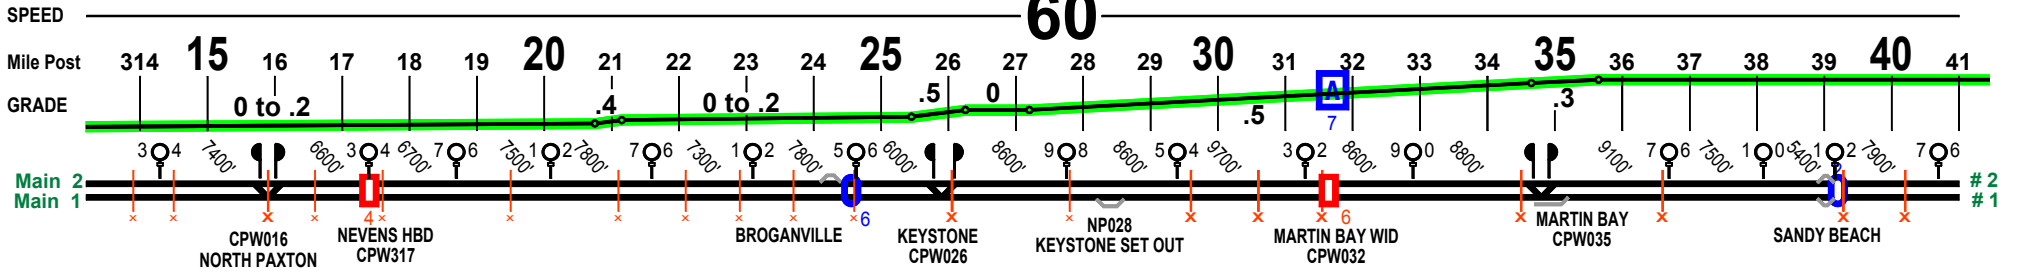 SPEED 60
Mile Post 314 15 16 17 18 19 20 21 22 23 24 25 26 27 28 29 30 31 32 33 34 35 36 37 38 39 40 41
GRADE 0 to .2 .4 0 to .2 .5 0 .5 A .3
7
3 4 7400' 6600' 3 4 6700' 7 6 7500' 1 2 7800' 7 6 7300' 1 2 7800' 5 6 6000' 8600' 9 8 8600' 5 4 9700' 3 2 8600' 9 0 8800' 9100' 7 6 7500' 1 0 5400' 1 2 7900' 7 6
Main 2 # 2
Main 1 # 1
4 6 6
CPW016
NORTH PAXTON
NEVENS HBD
CPW317
BROGANVILLE
KEYSTONE
CPW026
NP028
KEYSTONE SET OUT
MARTIN BAY WID
CPW032
MARTIN BAY
CPW035
SANDY BEACH